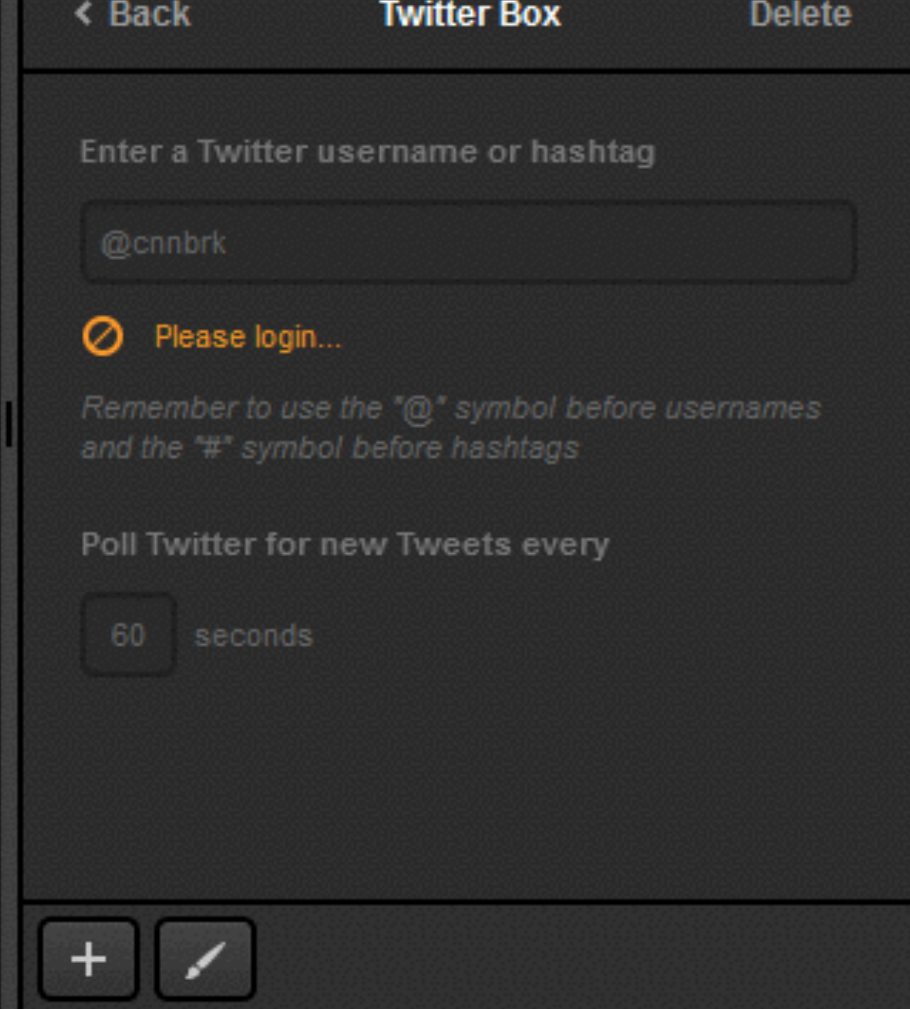 Back Twitter Box Delete
Enter a Twitter username or hashtag
@cnnbrk
Please login...
Remember to use the "@" symbol before usernames
and the "#" symbol before hashtags
Poll Twitter for new Tweets every
60 seconds